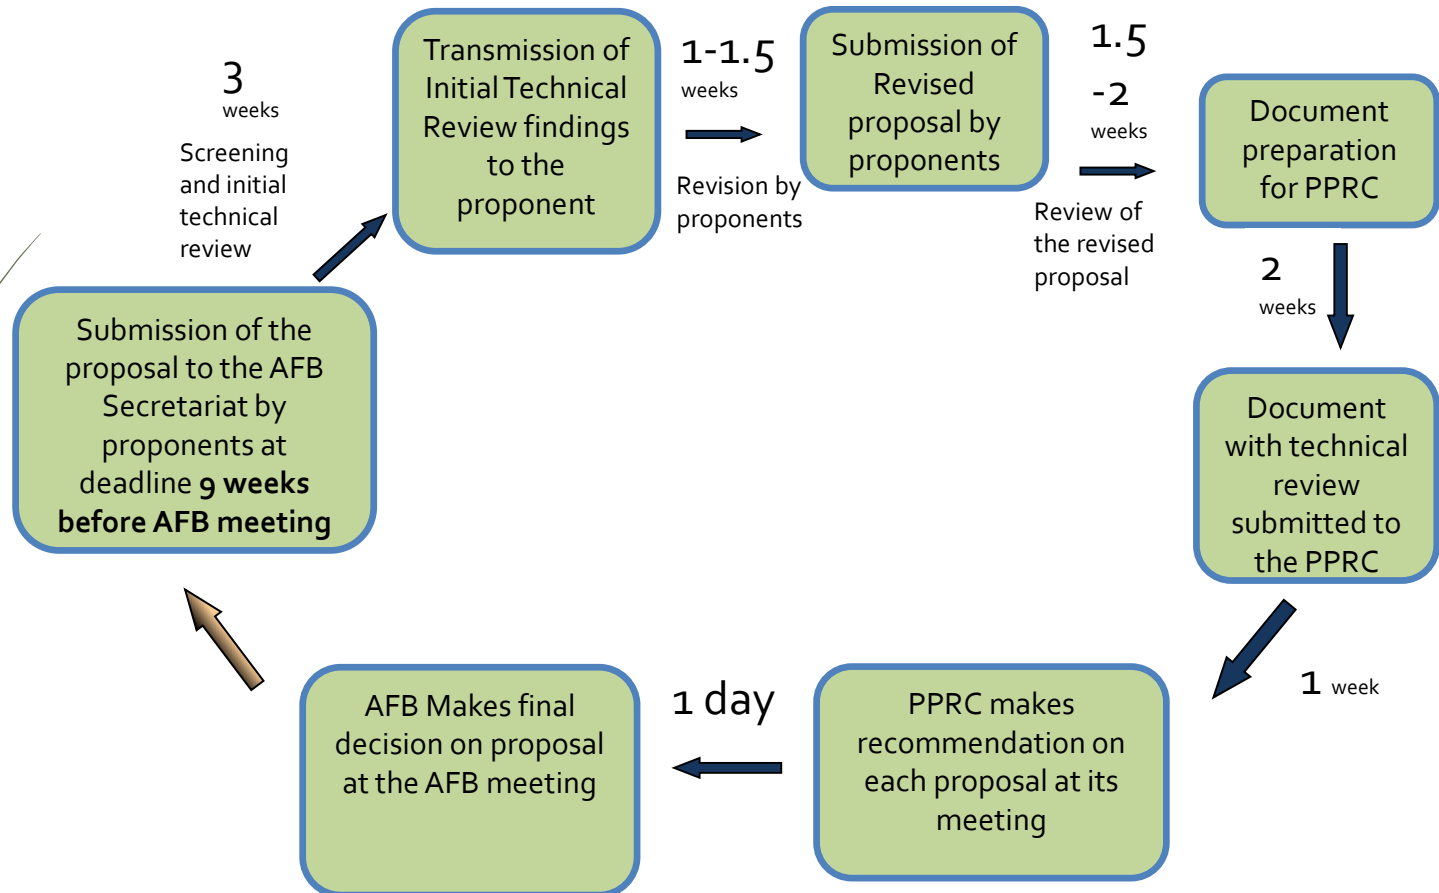 Submission of the
proposal to the AFB
Secretariat by
proponents at
deadline 9 weeks
before AFB meeting
3
weeks
Screening
and initial
technical
review
Transmission of
Initial Technical
Review findings
to the
proponent
1-1.5
weeks
Revision by
proponents
Submission of
Revised
proposal by
proponents
1.5
-2
weeks
Review of
the revised
proposal
Document
preparation
for PPRC
2
weeks
Document
with technical
review
submitted to
the PPRC
1 week
PPRC makes
recommendation on
each proposal at its
meeting
1 day
AFB Makes final
decision on proposal
at the AFB meeting